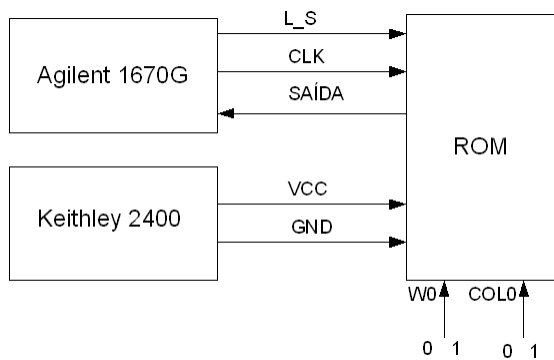 L_S
Agilent 1670G
CLK
SAÍDA
ROM
Keithley 2400
VCC
GND
W0 COL0
0 1 0 1